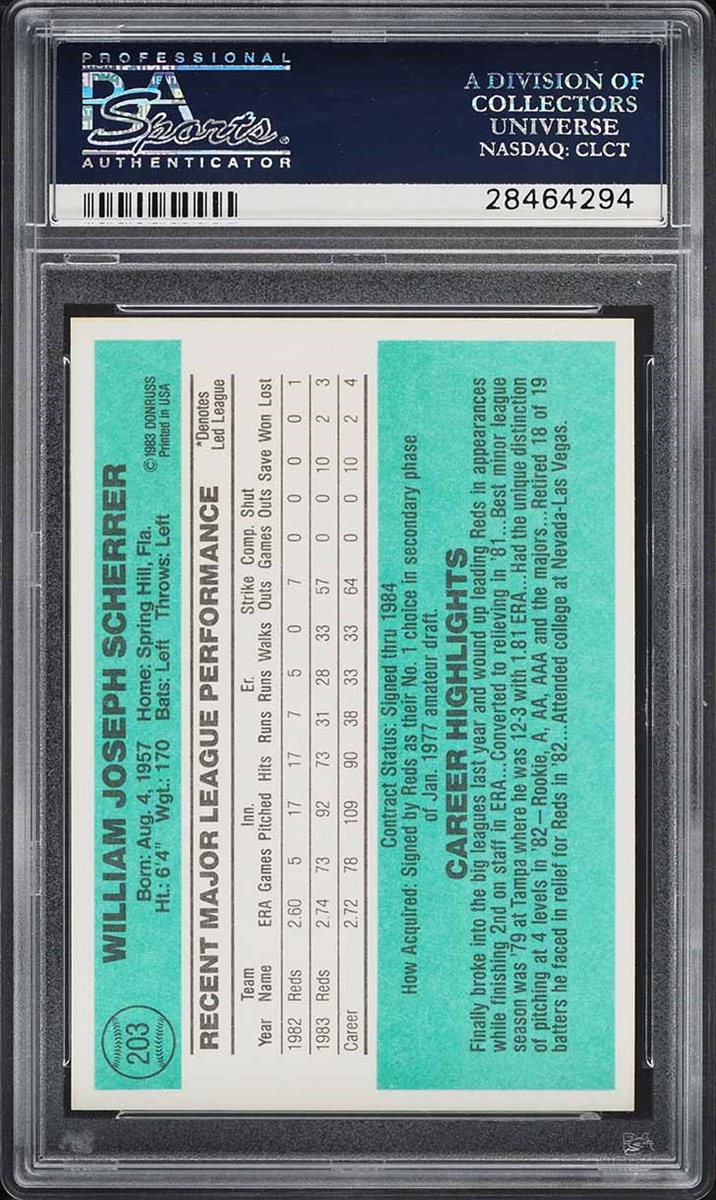 PROFESSIONAL
PSA
Sports
AUTHENTICATOR
A DIVISION OF
COLLECTORS
UNIVERSE
NASDAQ: CLCT
28464294
203
WILLIAM JOSEPH SCHERRER
Born: Aug. 4, 1957 Home: Spring Hill, Fla.
Ht.: 6'4" Wgt.: 170 Bats: Left Throws: Left
©1983 DONRUSS
Printed in USA
RECENT MAJOR LEAGUE PERFORMANCE
*Denotes
Led League
Team Inn. Er. Strike Comp. Shut
Year Name ERA Games Pitched Hits Runs Runs Walks Outs Games Outs Save Won Lost
1982 Reds 2.60 5 17 17 7 5 0 7 0 0 0 0 1
1983 Reds 2.74 73 92 73 31 28 33 57 0 0 10 2 3
Career 2.72 78 109 90 38 33 33 64 0 0 10 2 4
Contract Status: Signed thru 1984
How Acquired: Signed by Reds as their No. 1 choice in secondary phase
of Jan. 1977 amateur draft.
CAREER HIGHLIGHTS
Finally broke into the big leagues last year and wound up leading Reds in appearances
while finishing 2nd on staff in ERA...Converted to relieving in '81...Best minor league
season was '79 at Tampa where he was 12-3 with 1.81 ERA...Had the unique distinction
of pitching at 4 levels in '82—Rookie, A, AA, AAA and the majors...Retired 18 of 19
batters he faced in relief for Reds in '82...Attended college at Nevada-Las Vegas.
PSA